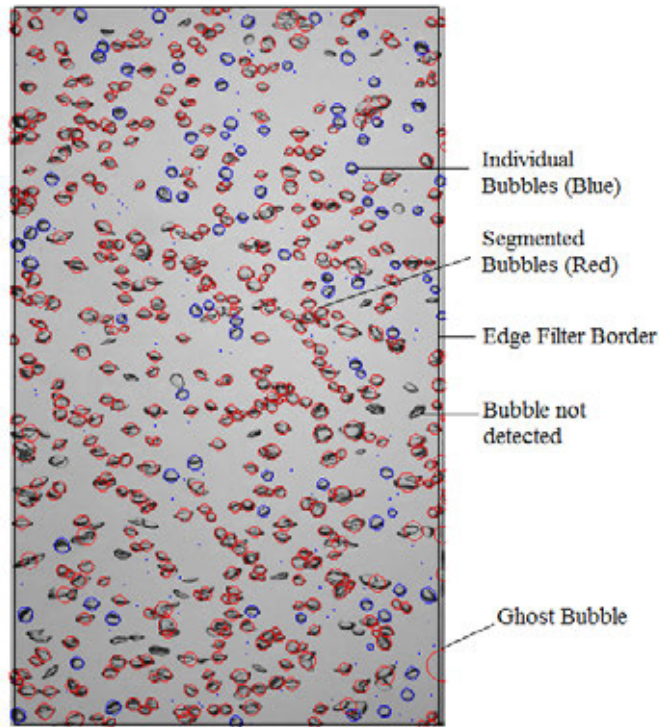 Individual
Bubbles (Blue)
Segmented
Bubbles (Red)
Edge Filter Border
Bubble not
detected
Ghost Bubble